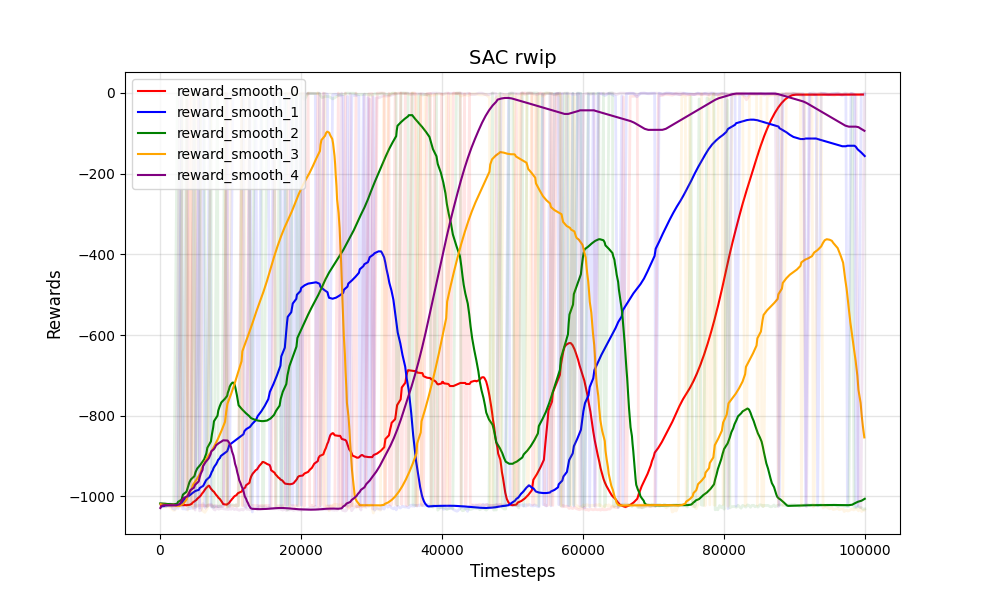 SAC rwip
reward_smooth_0
reward_smooth_1
reward_smooth_2
reward_smooth_3
reward_smooth_4
0
−200
−400
−600
−800
−1000
Rewards
0 20000 40000 60000 80000 100000
Timesteps